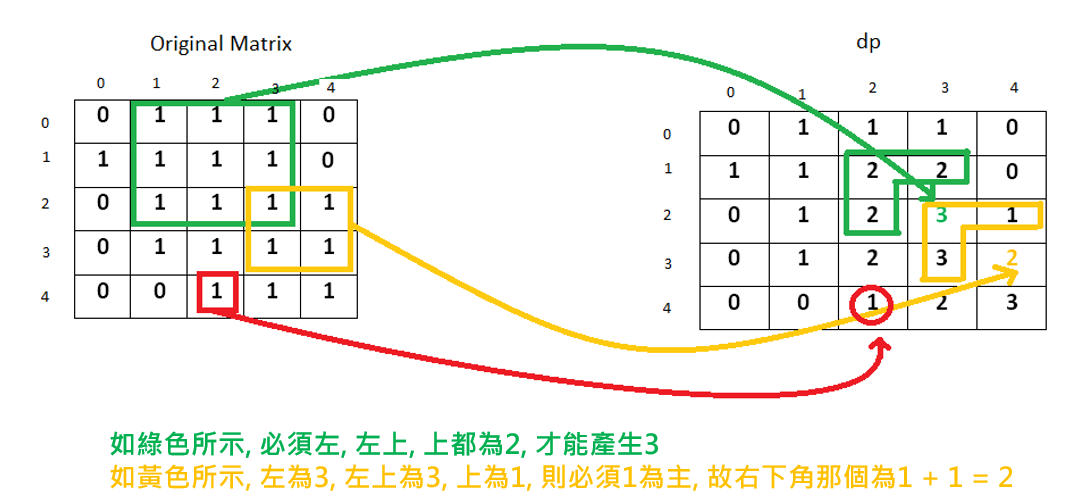 Original Matrix
0 1 2 3 4
0 0 1 1 1 0
1 1 1 1 1 0
2 0 1 1 1 1
3 0 1 1 1 1
4 0 0 1 1 1
dp
0 1 2 3 4
0 0 1 1 1 0
1 1 1 2 2 0
2 0 1 2 3 1
3 0 1 2 3 2
4 0 0 1 2 3
如綠色所示, 必須左, 左上, 上都為2, 才能產生3
如黃色所示, 左為3, 左上為3, 上為1, 則必須1為主, 故右下角那個為1 + 1 = 2